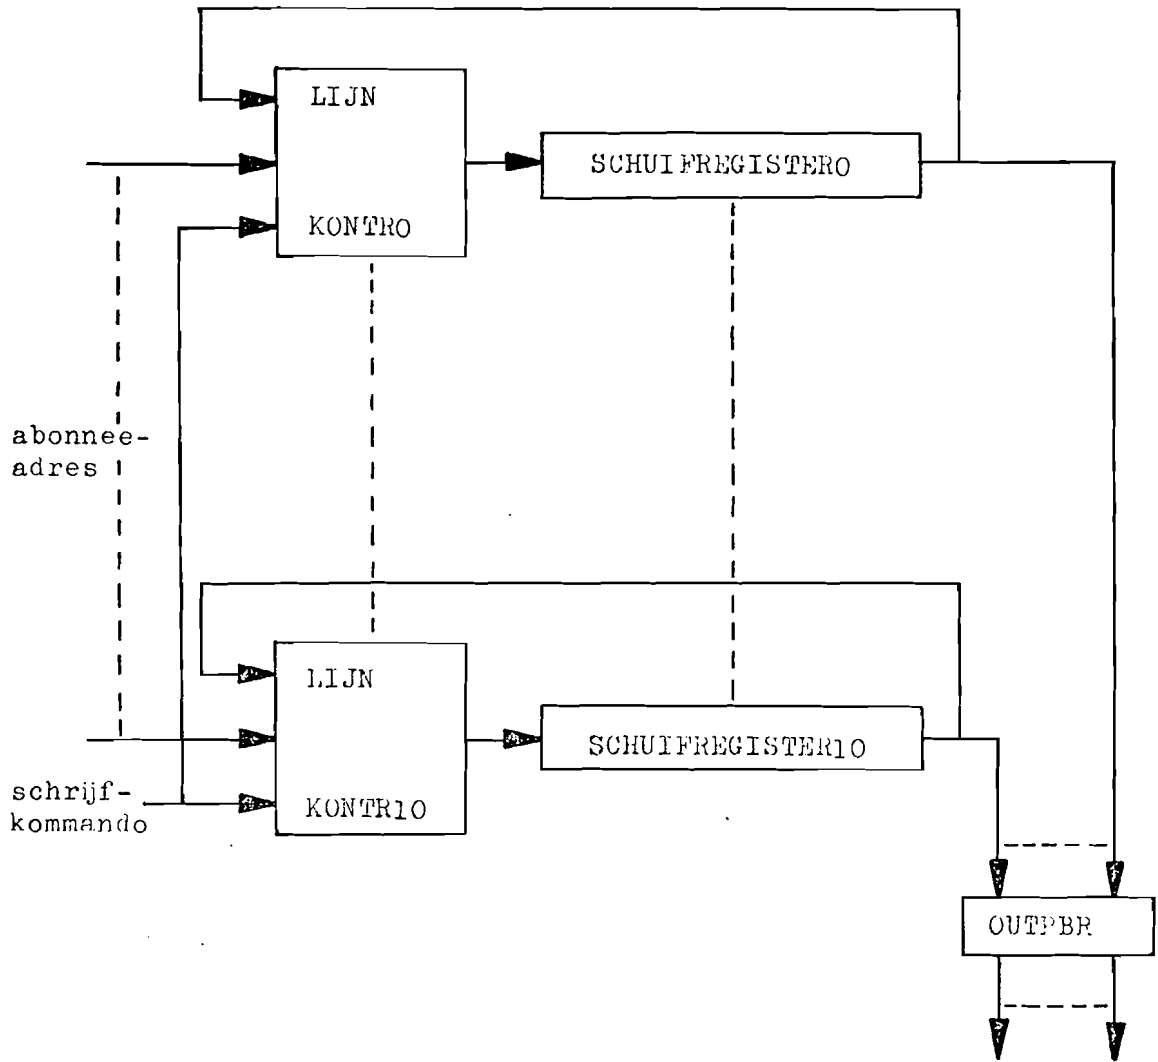 LIJN
SCHUIFREGISTER0
KONTR0
abonnee-
adres
LIJN
SCHUIFREGISTER10
schrijf-
kommando
KONTR10
OUTPBR